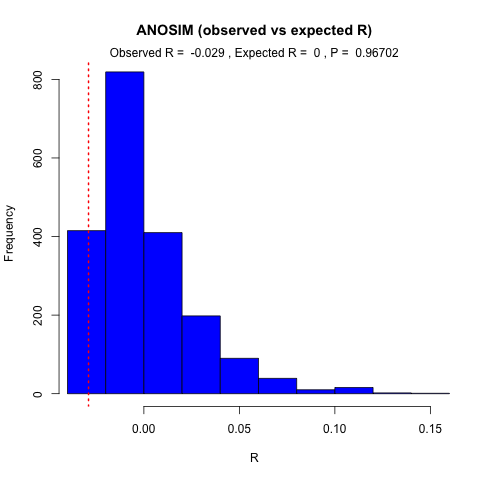 ANOSIM (observed vs expected R)
Observed R =  -0.029 , Expected R =  0 , P =  0.96702
Frequency
800
600
400
200
0
0.00 0.05 0.10 0.15
R